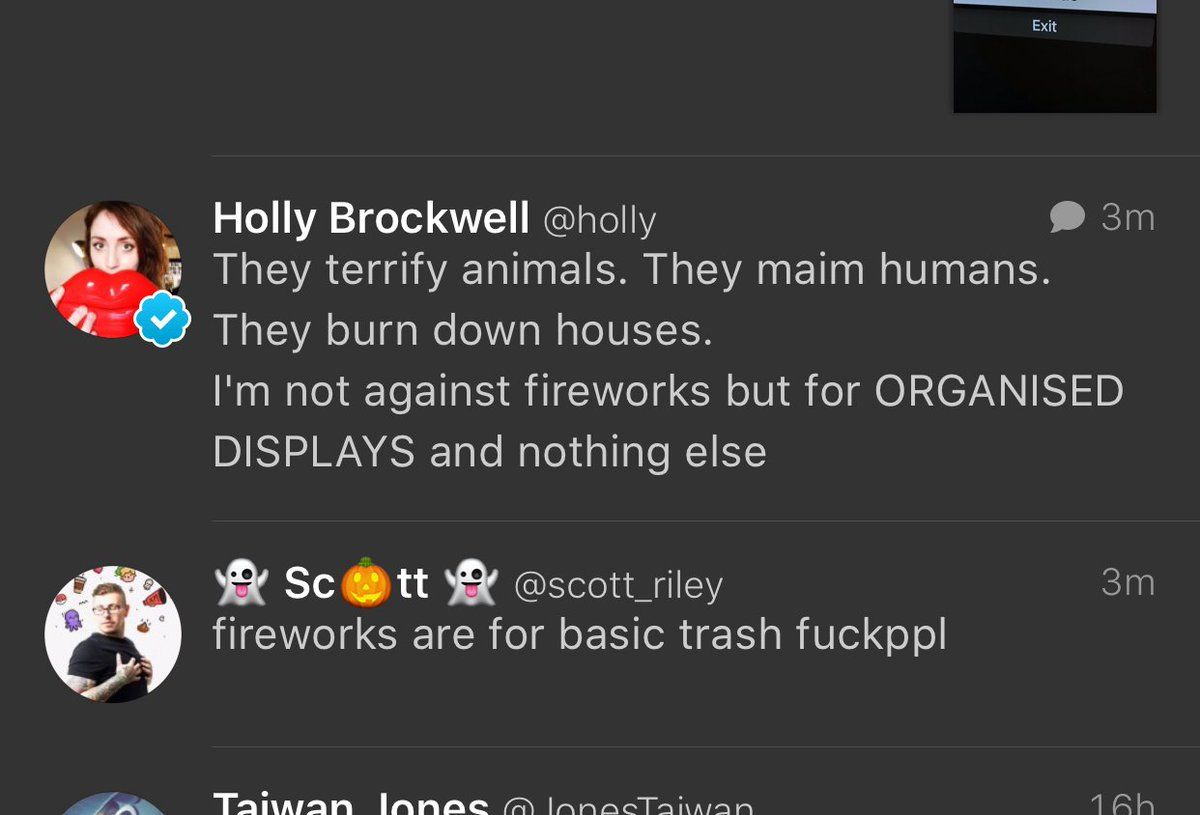 Exit
Holly Brockwell @holly 3m
They terrify animals. They maim humans.
They burn down houses.
I'm not against fireworks but for ORGANISED
DISPLAYS and nothing else
👻 Sc🎃tt 👻 @scott_riley 3m
fireworks are for basic trash fuckppl
Taiwan Jones @JonesTaiwan 16h